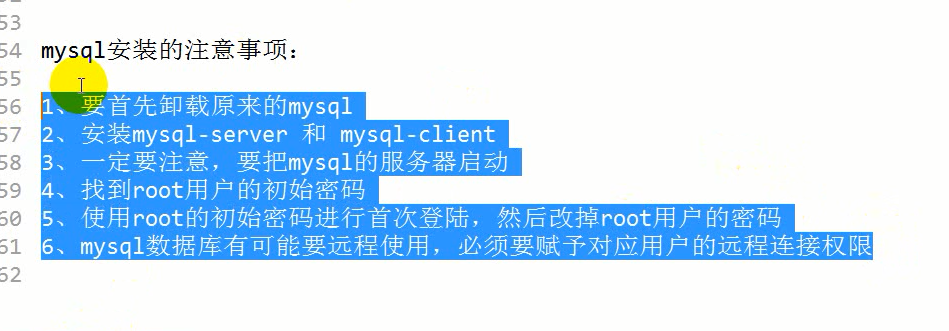 53
54 mysql安装的注意事项：
55
56 1、要首先卸载原来的mysql
57 2、安装mysql-server 和 mysql-client
58 3、一定要注意，要把mysql的服务器启动
59 4、找到root用户的初始密码
60 5、使用root的初始密码进行首次登陆，然后改掉root用户的密码
61 6、mysql数据库有可能要远程使用，必须要赋予对应用户的远程连接权限
62